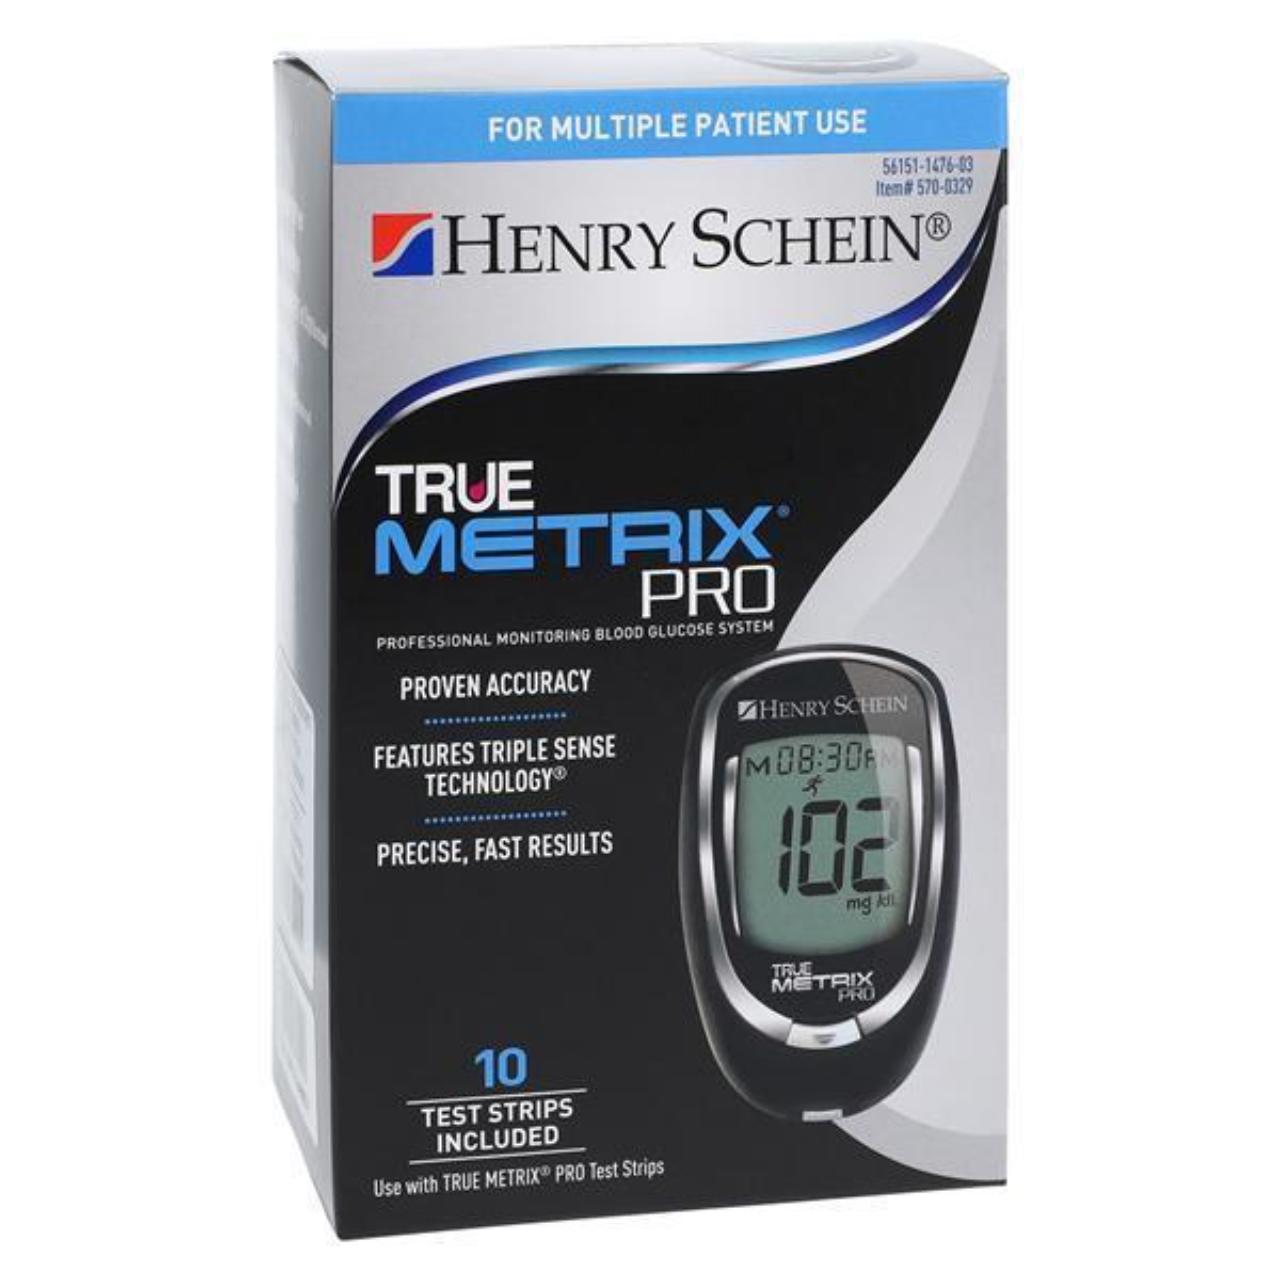 FOR MULTIPLE PATIENT USE
56151-1476-03
Item# 570-0329
HENRY SCHEIN®
TRUE
METRIX®
PRO
PROFESSIONAL MONITORING BLOOD GLUCOSE SYSTEM
PROVEN ACCURACY
FEATURES TRIPLE SENSE
TECHNOLOGY®
PRECISE, FAST RESULTS
HENRY SCHEIN
M 08:30PM
102
mg/dL
TRUE
METRIX
PRO
10
TEST STRIPS
INCLUDED
Use with TRUE METRIX® PRO Test Strips